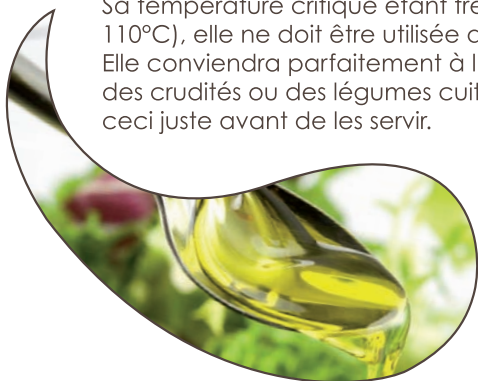 Sa température critique étant
110°C), elle ne doit être utilisée
Elle conviendra parfaitement à l
des crudités ou des légumes cuit
ceci juste avant de les servir.